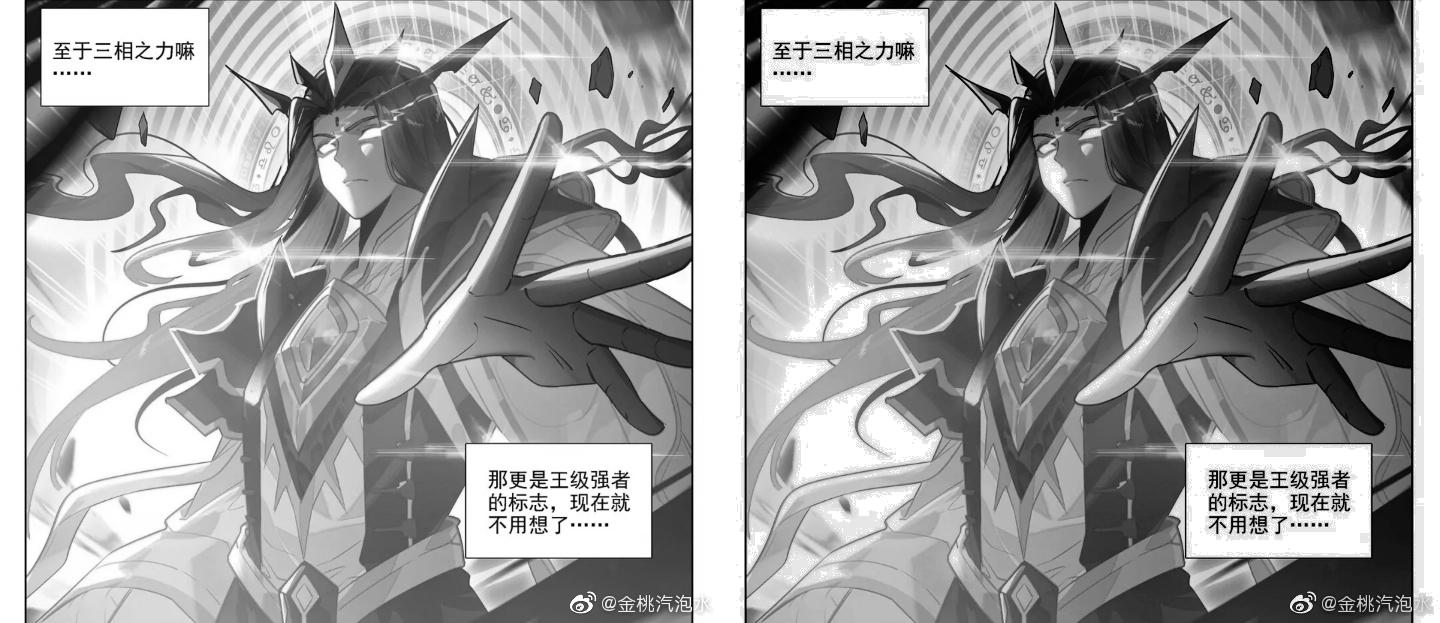 至于三相之力嘛
……
那更是王级强者
的标志，现在就
不用想了……
@金桃汽泡水
至于三相之力嘛
……
那更是王级强者
的标志，现在就
不用想了……
@金桃汽泡水